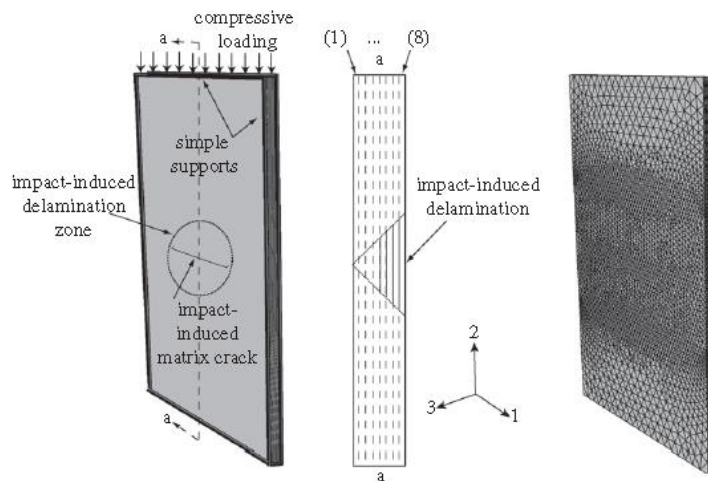 a
compressive
loading
simple
supports
impact-induced
delamination
zone
impact-
induced
matrix crack
a
(1) ... (8)
a
impact-induced
delamination
a
2
3
1